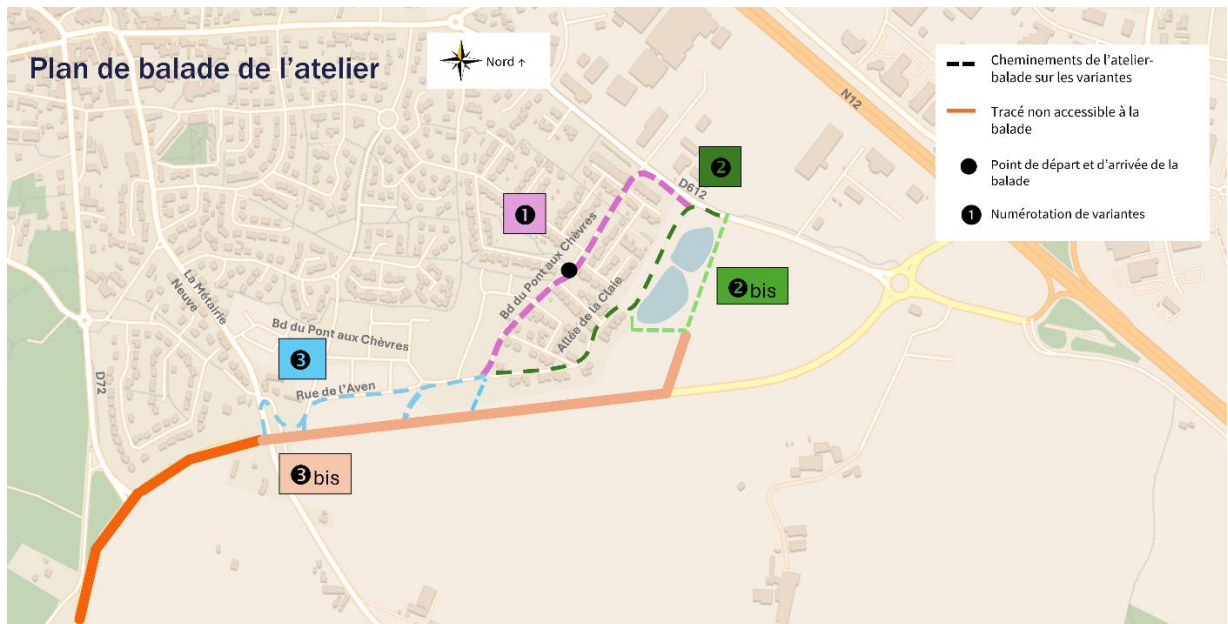 Plan de balade de l'atelier
Nord ↑
Cheminements de l'atelier-
balade sur les variantes
Tracé non accessible à la
balade
Point de départ et d'arrivée de la
balade
❶ Numérotation de variantes
N12
D612
❷
❶
Bd du Pont aux Chèvres
❷bis
Allée de la Claie
La Métairie
Neuve
Bd du Pont aux Chèvres
❸
Rue de l'Aven
D72
❸bis